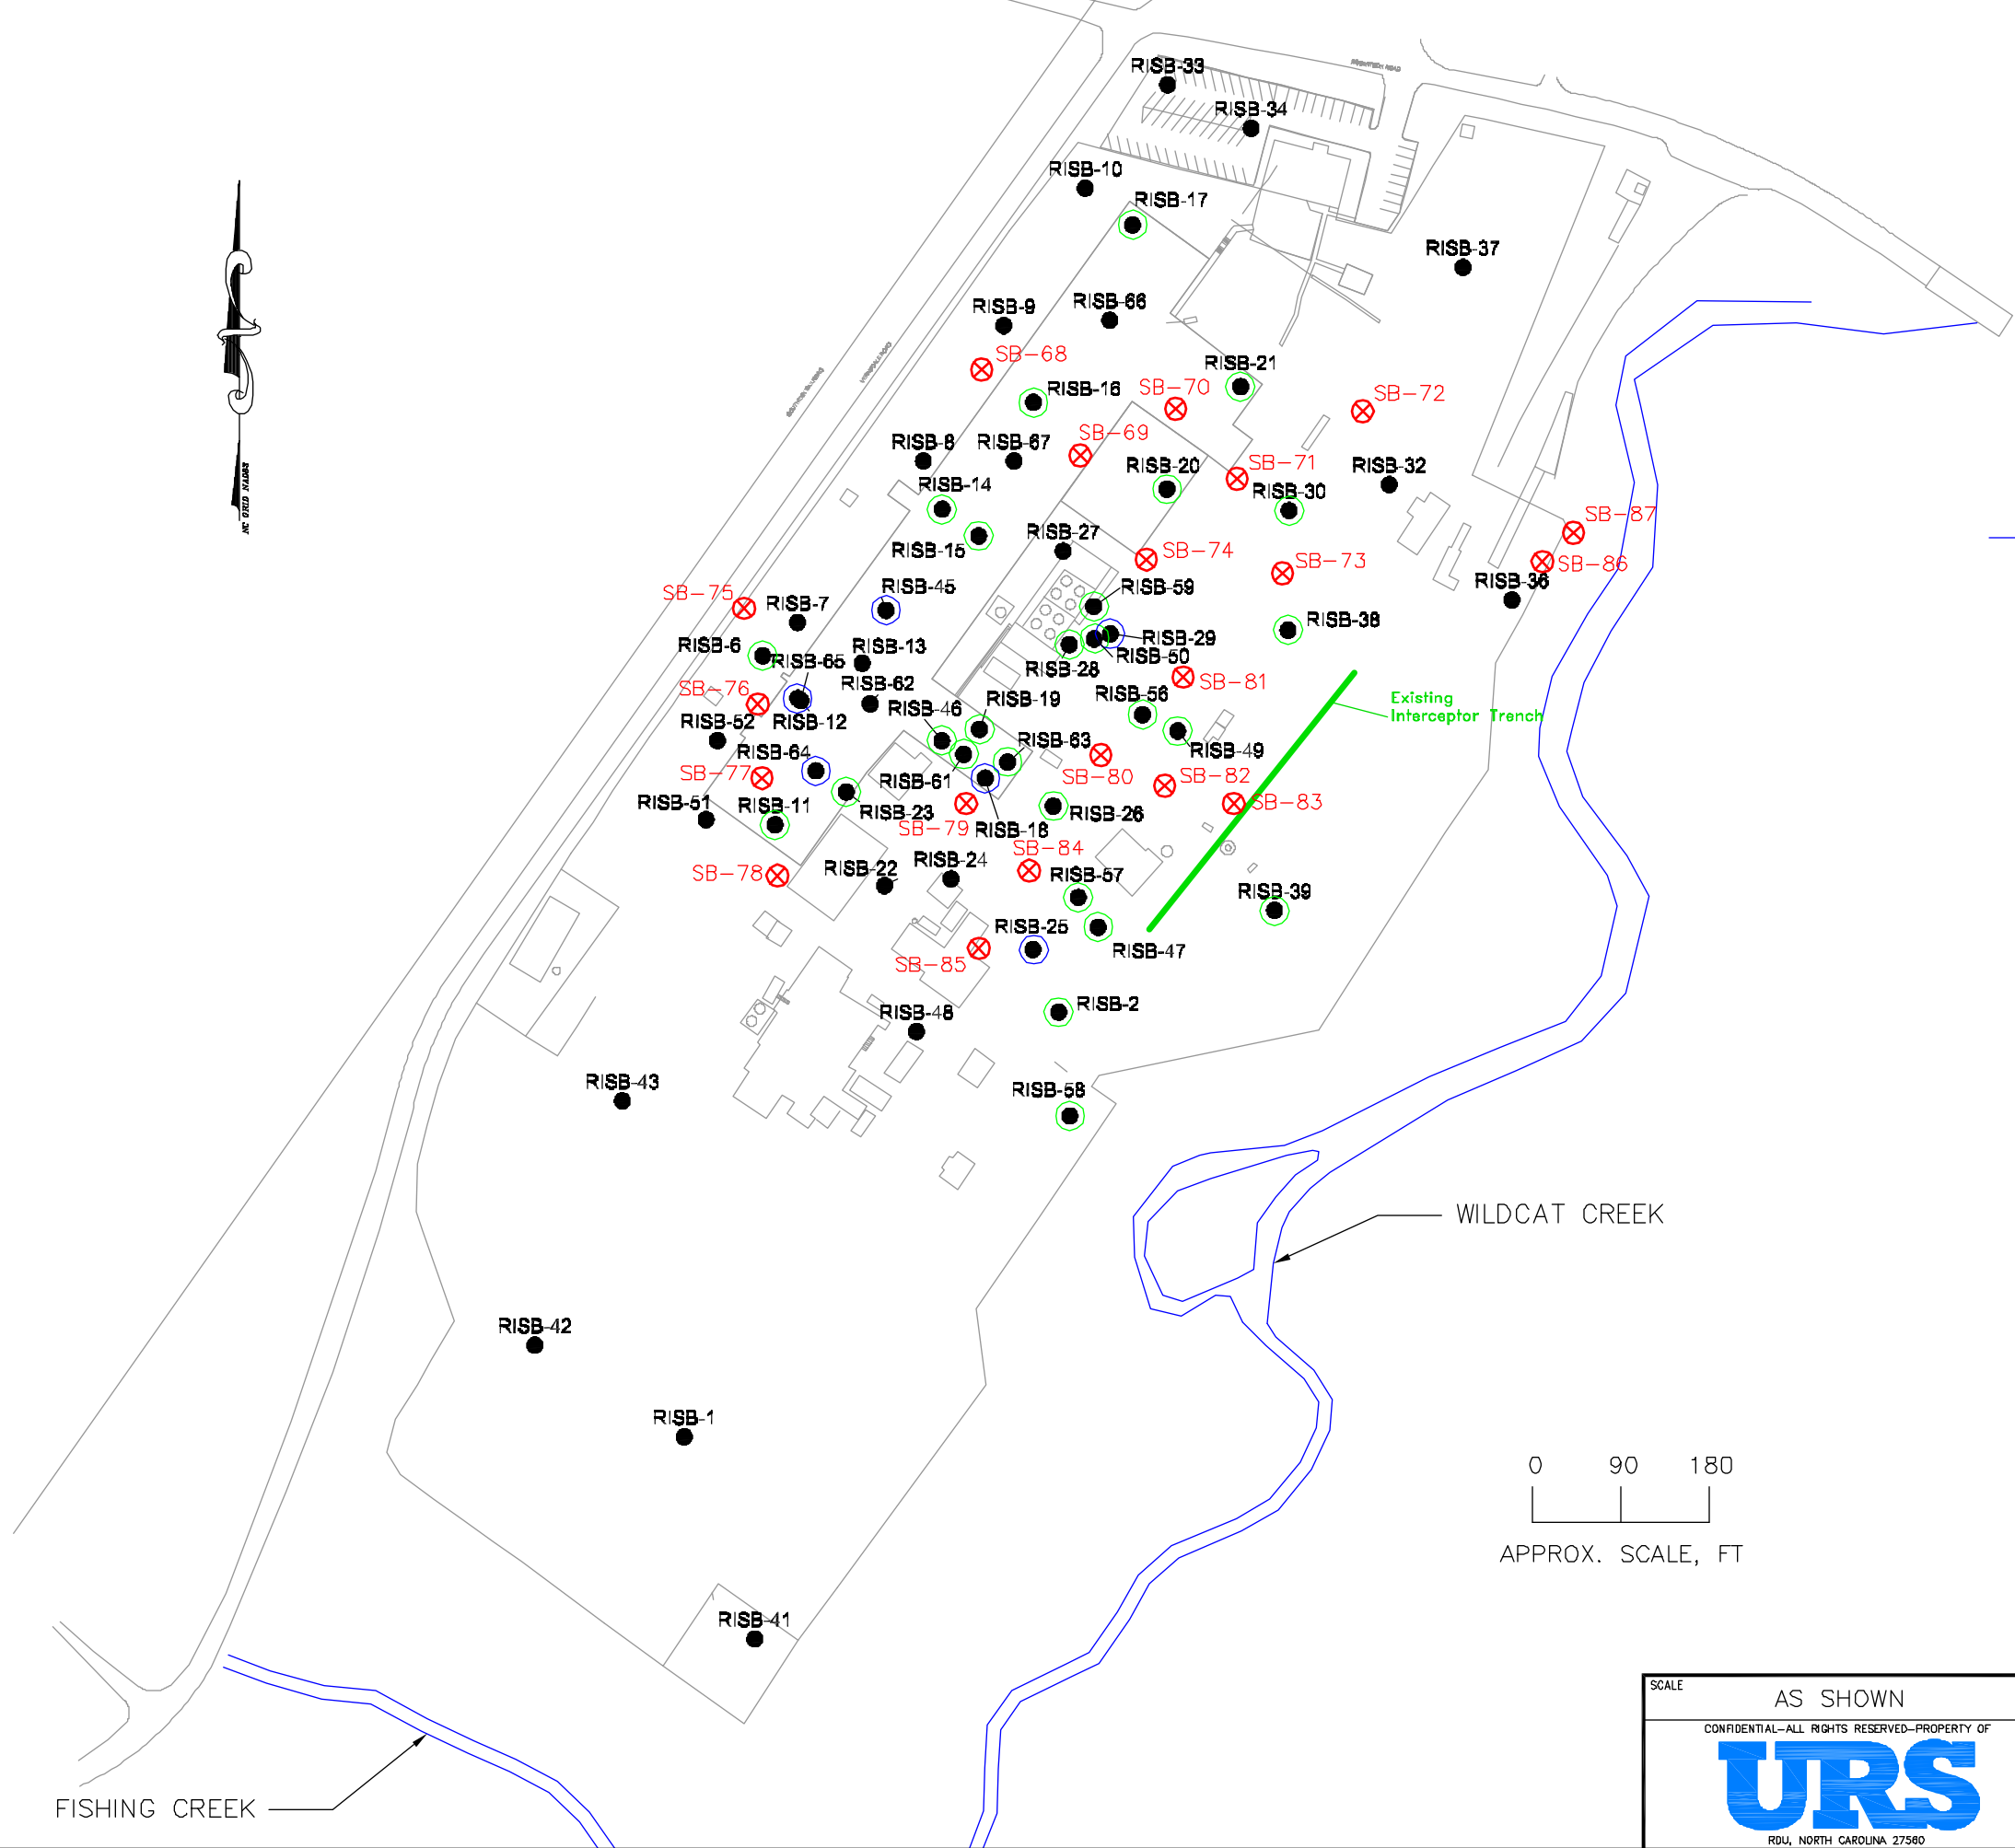 RISB-33
RISB-34
RISB-10
RISB-17
RISB-37
RISB-9
RISB-66
SB-68
RISB-21
RISB-16
SB-70
SB-72
RISB-8
RISB-67
SB-69
RISB-20
SB-71
RISB-32
RISB-14
RISB-30
SB-87
NC GRID NAD83
RISB-15
RISB-27
SB-74
SB-73
SB-86
RISB-45
RISB-59
RISB-36
SB-75
RISB-7
RISB-6
RISB-65
RISB-13
RISB-29
RISB-38
RISB-50
RISB-28
SB-76
RISB-62
SB-81
RISB-52
RISB-12
RISB-46
RISB-19
RISB-56
Existing
Interceptor Trench
RISB-64
RISB-63
RISB-49
SB-77
RISB-61
SB-80
SB-82
RISB-51
RISB-11
RISB-23
SB-79
RISB-18
RISB-26
SB-83
SB-78
RISB-22
RISB-24
SB-84
RISB-57
RISB-39
RISB-25
RISB-47
SB-85
RISB-2
RISB-48
RISB-43
RISB-58
WILDCAT CREEK
RISB-42
RISB-1
0 90 180
APPROX. SCALE, FT
RISB-41
FISHING CREEK
SCALE
AS SHOWN
CONFIDENTIAL-ALL RIGHTS RESERVED-PROPERTY OF
URS
RDU, NORTH CAROLINA 27560